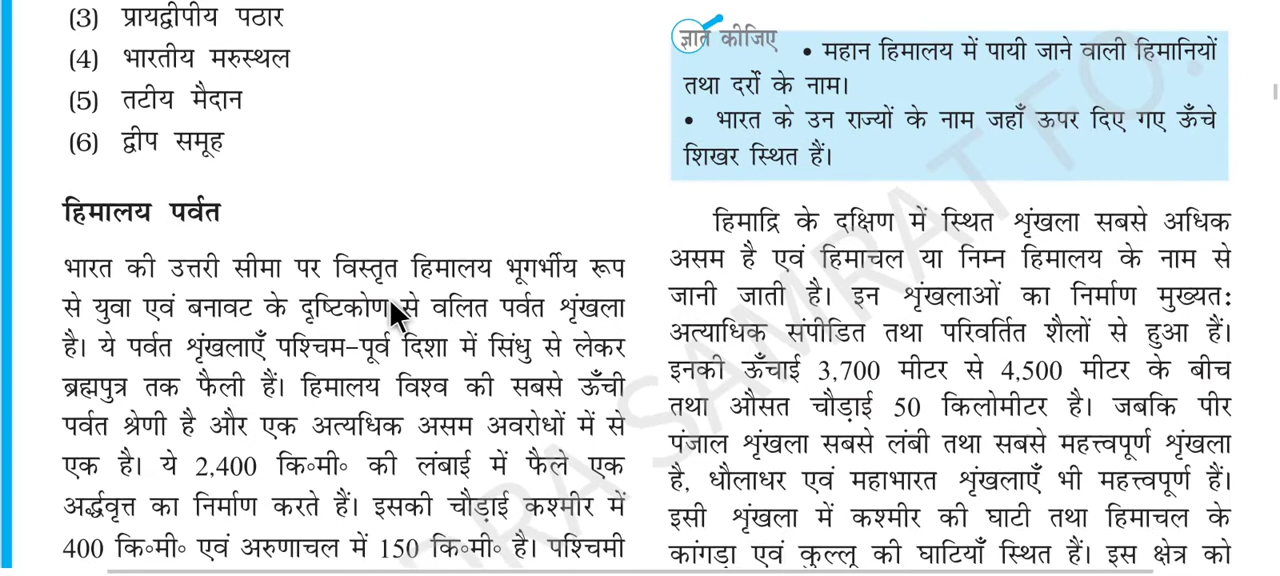 (3) प्रायद्वीपीय पठार
(4) भारतीय मरुस्थल
(5) तटीय मैदान
(6) द्वीप समूह
हिमालय पर्वत
भारत की उत्तरी सीमा पर विस्तृत हिमालय भूगर्भीय रूप
से युवा एवं बनावट के दृष्टिकोण से वलित पर्वत शृंखला
है। ये पर्वत शृंखलाएँ पश्चिम-पूर्व दिशा में सिंधु से लेकर
ब्रह्मपुत्र तक फैली हैं। हिमालय विश्व की सबसे ऊँची
पर्वत श्रेणी है और एक अत्यधिक असम अवरोधों में से
एक है। ये 2,400 कि॰मी॰ की लंबाई में फैले एक
अर्द्धवृत्त का निर्माण करते हैं। इसकी चौड़ाई कश्मीर में
400 कि॰मी॰ एवं अरुणाचल में 150 कि॰मी॰ है। पश्चिमी
ज्ञात कीजिए • महान हिमालय में पायी जाने वाली हिमानियों
तथा दर्रों के नाम।
• भारत के उन राज्यों के नाम जहाँ ऊपर दिए गए ऊँचे
शिखर स्थित हैं।
हिमाद्रि के दक्षिण में स्थित शृंखला सबसे अधिक
असम है एवं हिमाचल या निम्न हिमालय के नाम से
जानी जाती है। इन शृंखलाओं का निर्माण मुख्यत:
अत्याधिक संपीडित तथा परिवर्तित शैलों से हुआ हैं।
इनकी ऊँचाई 3,700 मीटर से 4,500 मीटर के बीच
तथा औसत चौड़ाई 50 किलोमीटर है। जबकि पीर
पंजाल शृंखला सबसे लंबी तथा सबसे महत्त्वपूर्ण शृंखला
है, धौलाधर एवं महाभारत शृंखलाएँ भी महत्त्वपूर्ण हैं।
इसी शृंखला में कश्मीर की घाटी तथा हिमाचल के
कांगड़ा एवं कुल्लू की घाटियाँ स्थित हैं। इस क्षेत्र को